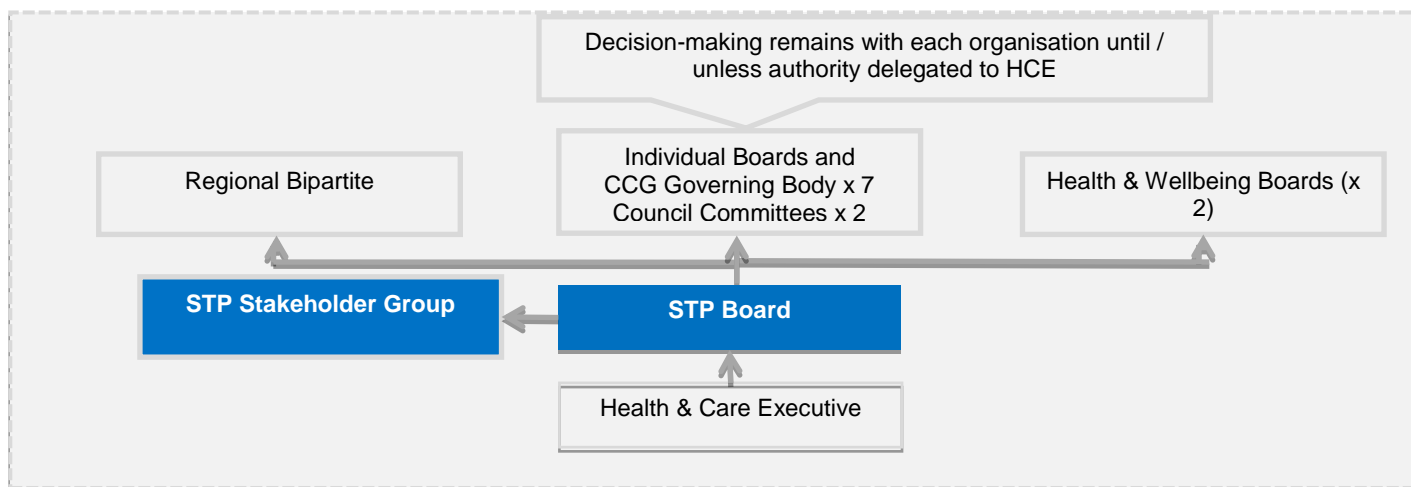 Decision-making remains with each organisation until /
unless authority delegated to HCE
Regional Bipartite
Individual Boards and
CCG Governing Body x 7
Council Committees x 2
Health & Wellbeing Boards (x
2)
STP Stakeholder Group
STP Board
Health & Care Executive